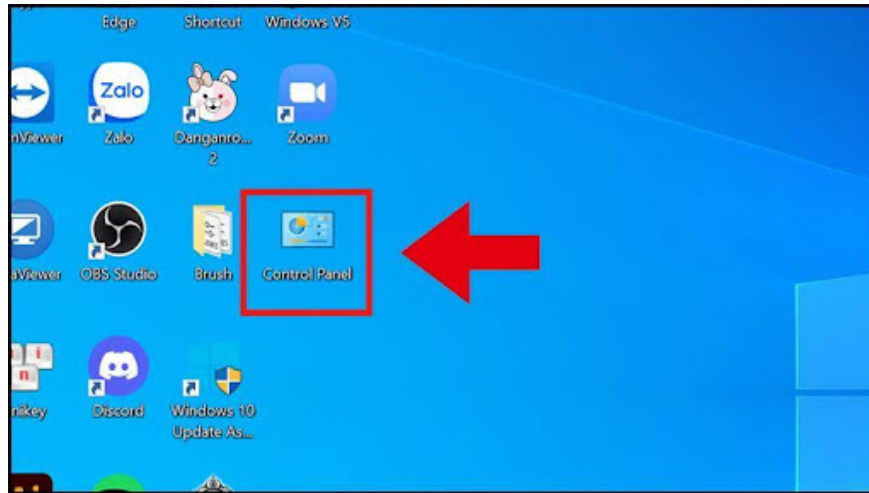 Edge
Shortcut
Windows V5
Zalo
nViewer
Zalo
Danganro...
2
Zoom
aViewer
OBS Studio
Brush
Control Panel
n i
n
nikey
Discord
Windows 10
Update As...